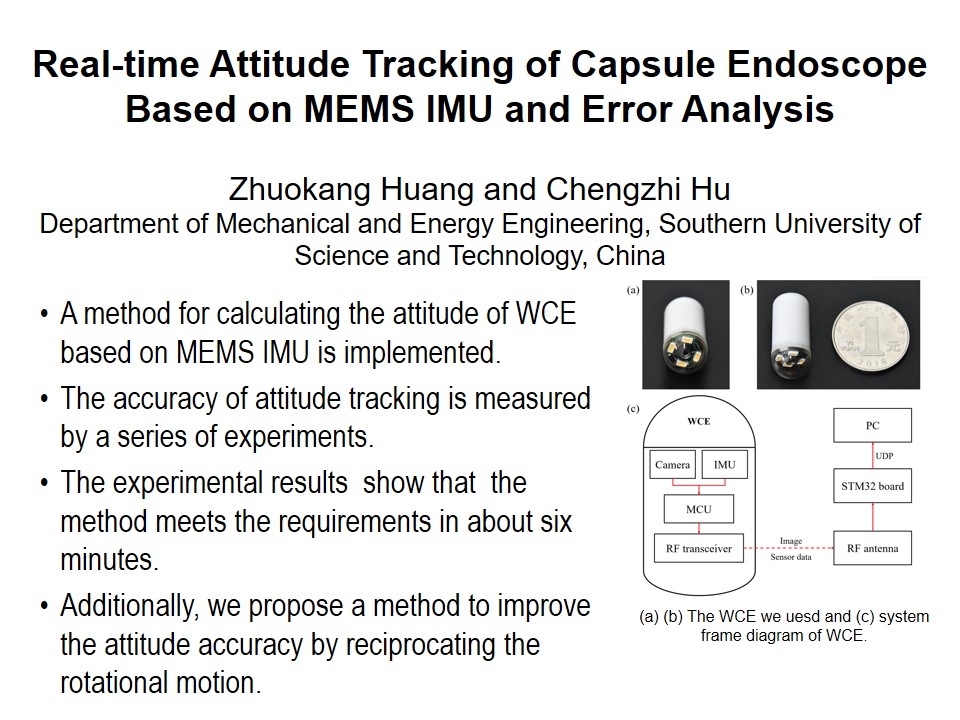 Real-time Attitude Tracking of Capsule Endoscope
Based on MEMS IMU and Error Analysis
Zhuokang Huang and Chengzhi Hu
Department of Mechanical and Energy Engineering, Southern University of
Science and Technology, China
• A method for calculating the attitude of WCE
based on MEMS IMU is implemented.
• The accuracy of attitude tracking is measured
by a series of experiments.
• The experimental results  show that  the
method meets the requirements in about six
minutes.
• Additionally, we propose a method to improve
the attitude accuracy by reciprocating the
rotational motion.
(a)
(b)
1
元
2018
(c)
WCE
Camera
IMU
MCU
RF transceiver
Image
Sensor data
PC
UDP
STM32 board
RF antenna
(a) (b) The WCE we uesd and (c) system
frame diagram of WCE.